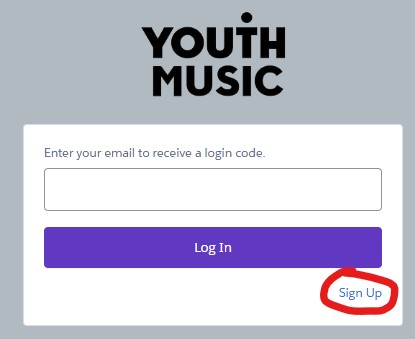 YOUTH
MUSIC
Enter your email to receive a login code.
Log In
Sign Up